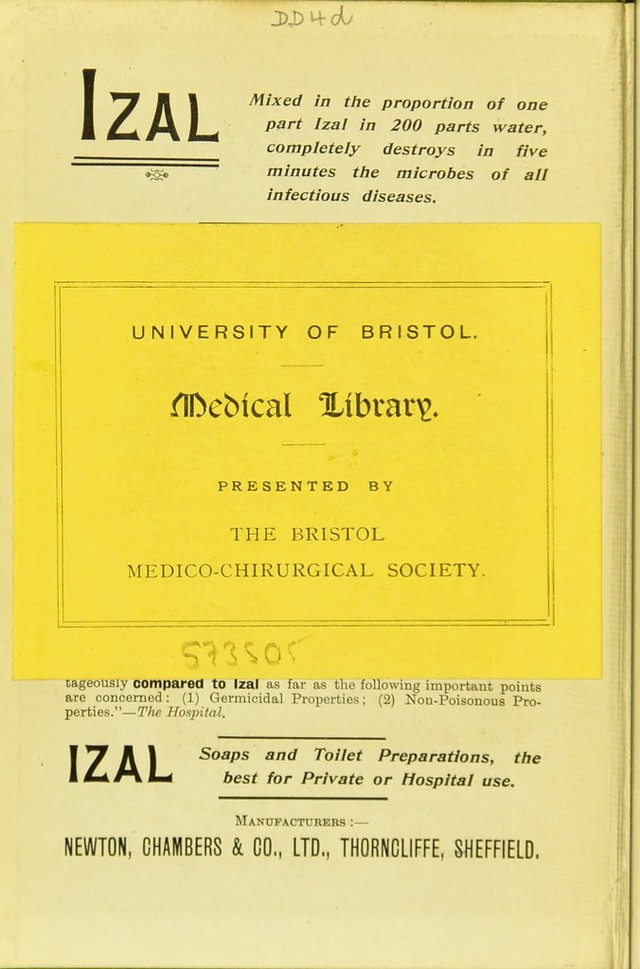 DD4d
IZAL
Mixed in the proportion of one
part Izal in 200 parts water,
completely destroys in five
minutes the microbes of all
infectious diseases.
UNIVERSITY OF BRISTOL.
Medical Library.
PRESENTED BY
THE BRISTOL
MEDICO-CHIRURGICAL SOCIETY.
573505
tageously compared to Izal as far as the following important points
are concerned: (1) Germicidal Properties; (2) Non-Poisonous Pro-
perties."—The Hospital.
IZAL
Soaps and Toilet Preparations, the
best for Private or Hospital use.
MANUFACTURERS :—
NEWTON, CHAMBERS & CO., LTD., THORNCLIFFE, SHEFFIELD.